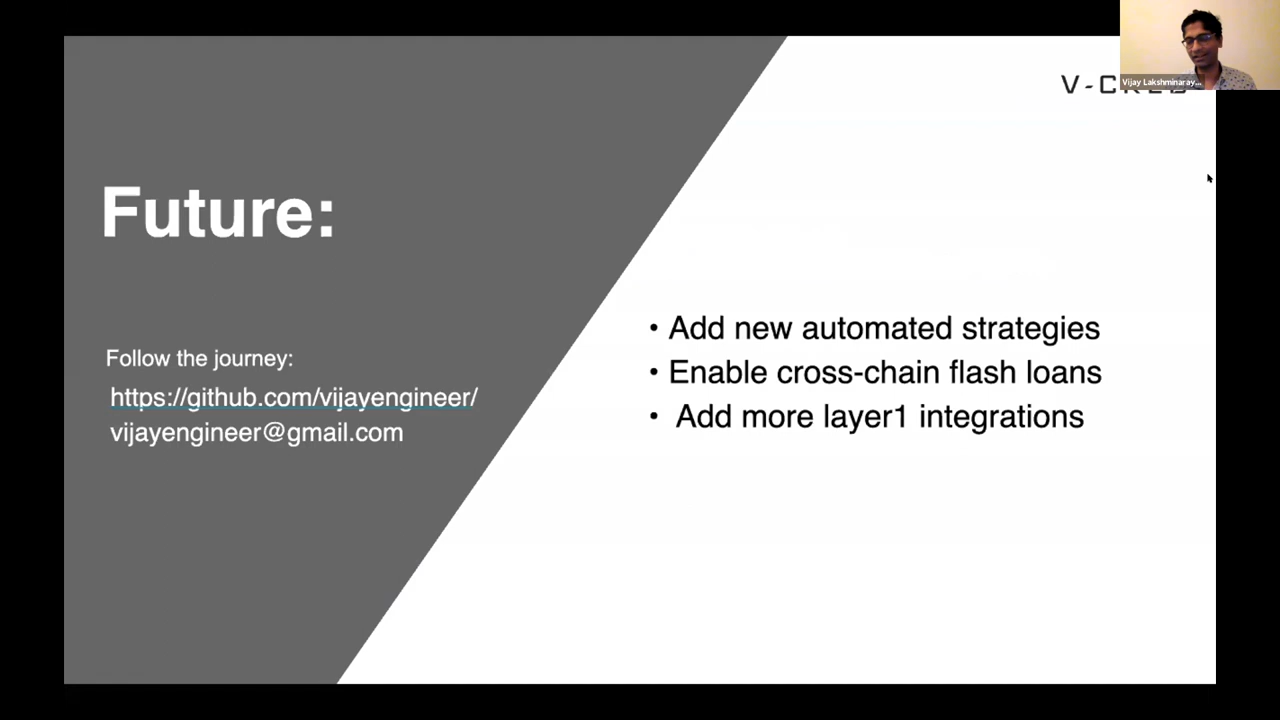 Vijay Lakshminaray...
Future:
Follow the journey:
https://github.com/vijayengineer/
vijayengineer@gmail.com
• Add new automated strategies
• Enable cross-chain flash loans
• Add more layer1 integrations